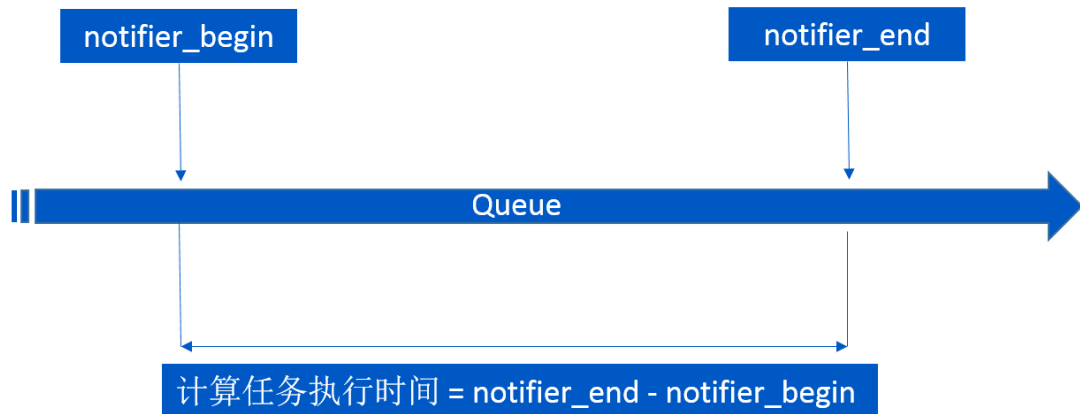 notifier_begin
notifier_end
Queue
计算任务执行时间 = notifier_end - notifier_begin